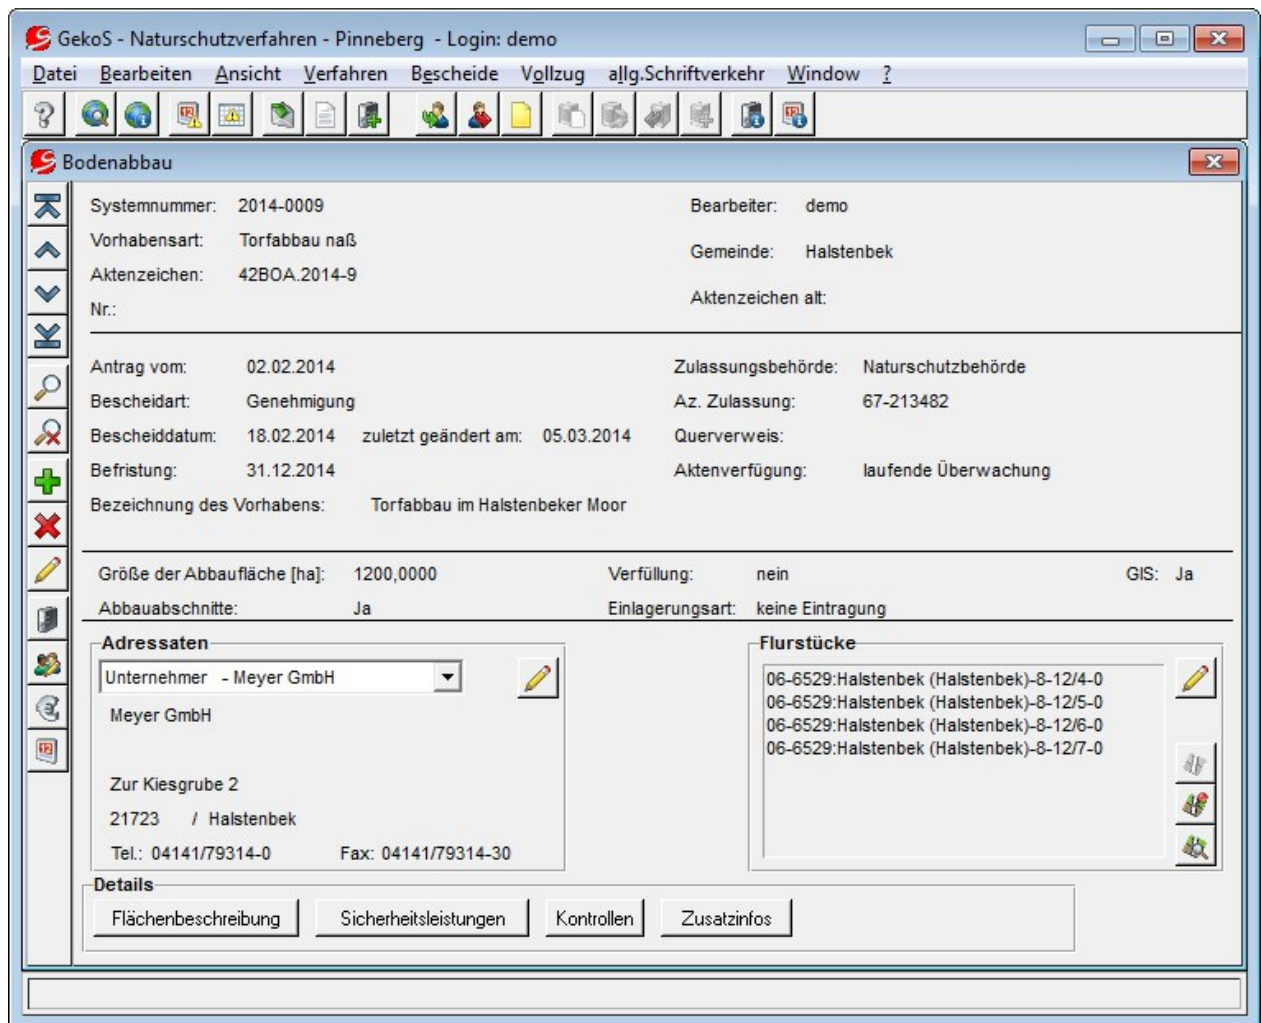 GekoS - Naturschutzverfahren - Pinneberg - Login: demo
Datei Bearbeiten Ansicht Verfahren Bescheide Vollzug allg.Schriftverkehr Window ?
Bodenabbau
Systemnummer: 2014-0009 Bearbeiter: demo
Vorhabensart: Torfabbau naß
Gemeinde: Halstenbek
Aktenzeichen: 42BOA.2014-9
Aktenzeichen alt:
Nr.:
Antrag vom: 02.02.2014 Zulassungsbehörde: Naturschutzbehörde
Bescheidart: Genehmigung Az. Zulassung: 67-213482
Bescheiddatum: 18.02.2014 zuletzt geändert am: 05.03.2014 Querverweis:
Befristung: 31.12.2014 Aktenverfügung: laufende Überwachung
Bezeichnung des Vorhabens: Torfabbau im Halstenbeker Moor
Größe der Abbaufläche [ha]: 1200,0000 Verfüllung: nein GIS: Ja
Abbauabschnitte: Ja Einlagerungsart: keine Eintragung
Adressaten
Unternehmer - Meyer GmbH
Meyer GmbH
Zur Kiesgrube 2
21723 / Halstenbek
Tel.: 04141/79314-0 Fax: 04141/79314-30
Flurstücke
06-6529:Halstenbek (Halstenbek)-8-12/4-0
06-6529:Halstenbek (Halstenbek)-8-12/5-0
06-6529:Halstenbek (Halstenbek)-8-12/6-0
06-6529:Halstenbek (Halstenbek)-8-12/7-0
Details
Flächenbeschreibung Sicherheitsleistungen Kontrollen Zusatzinfos